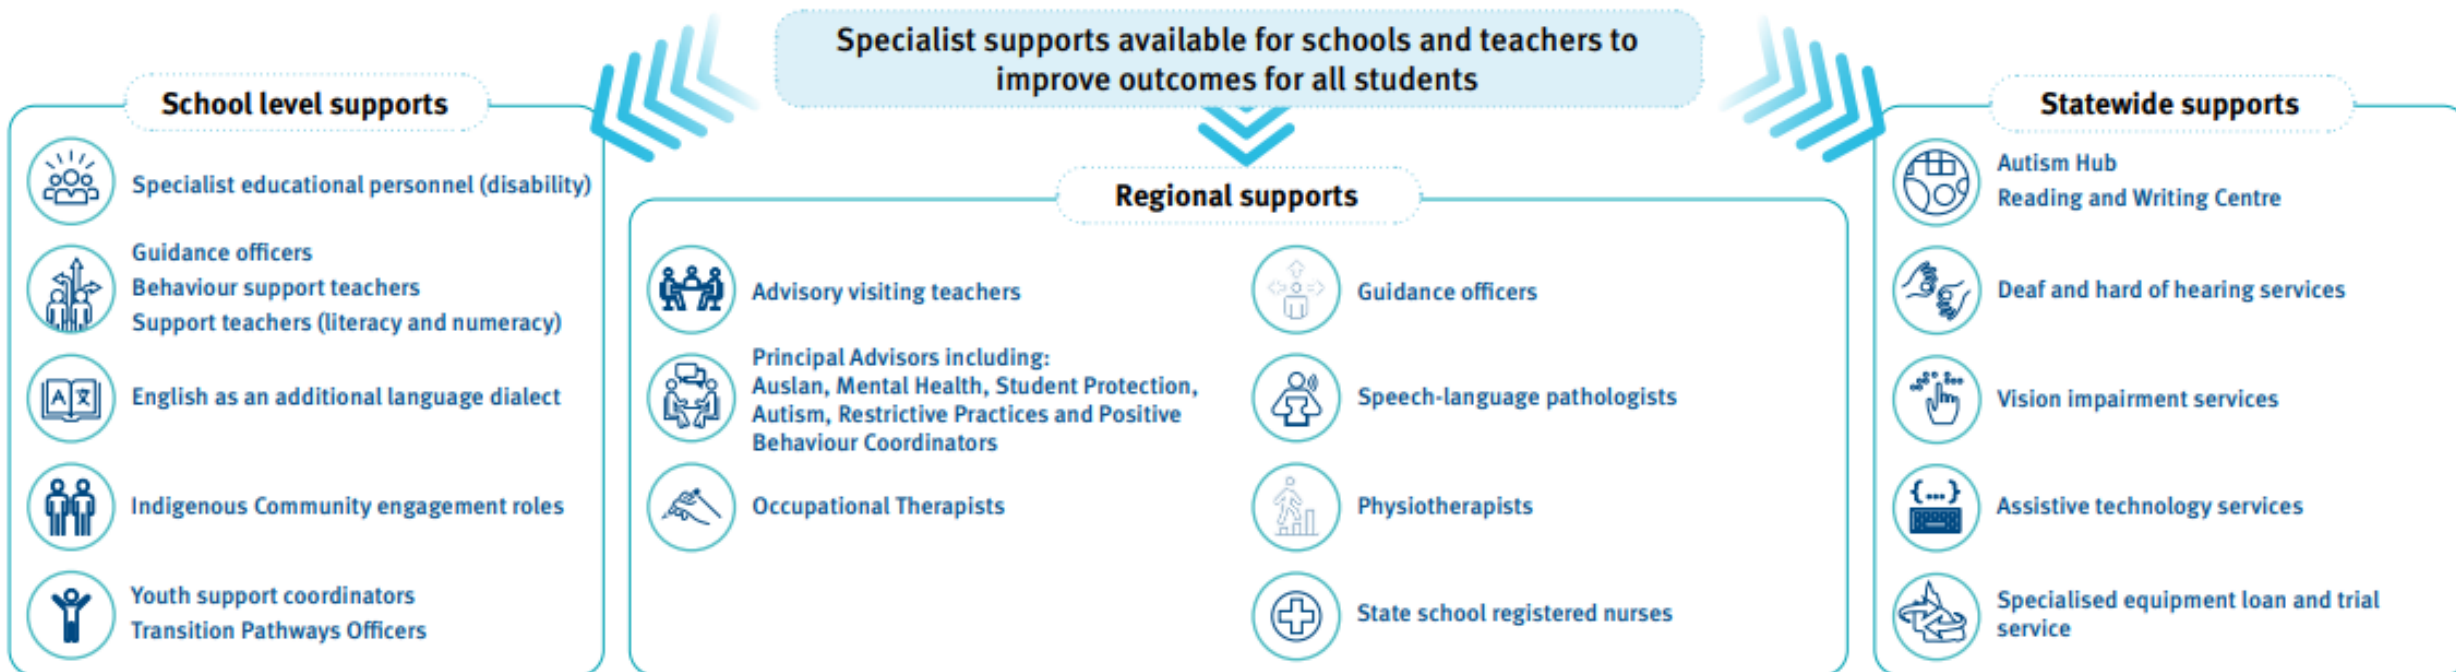 Specialist supports available for schools and teachers to
improve outcomes for all students
School level supports
Specialist educational personnel (disability)
Guidance officers
Behaviour support teachers
Support teachers (literacy and numeracy)
A 文
English as an additional language dialect
Indigenous Community engagement roles
Youth support coordinators
Transition Pathways Officers
Regional supports
Advisory visiting teachers
Principal Advisors including:
Auslan, Mental Health, Student Protection,
Autism, Restrictive Practices and Positive
Behaviour Coordinators
Occupational Therapists
Guidance officers
Speech-language pathologists
Physiotherapists
State school registered nurses
Statewide supports
Autism Hub
Reading and Writing Centre
Deaf and hard of hearing services
Vision impairment services
{...}
Assistive technology services
Specialised equipment loan and trial
service